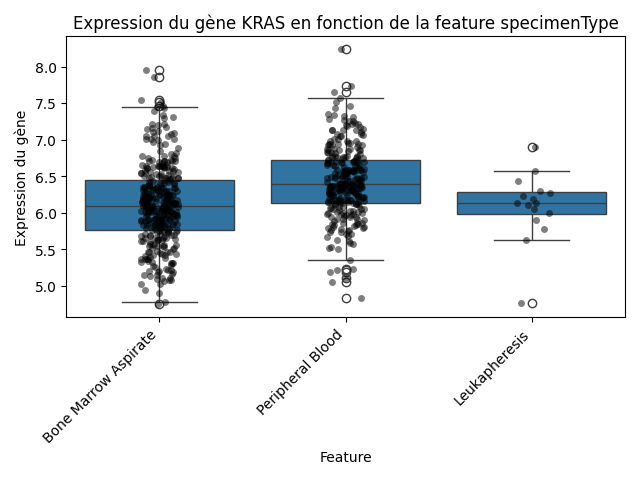 Expression du gène KRAS en fonction de la feature specimenType
Expression du gène
8.0
7.5
7.0
6.5
6.0
5.5
5.0
Bone Marrow Aspirate
Peripheral Blood
Leukapheresis
Feature